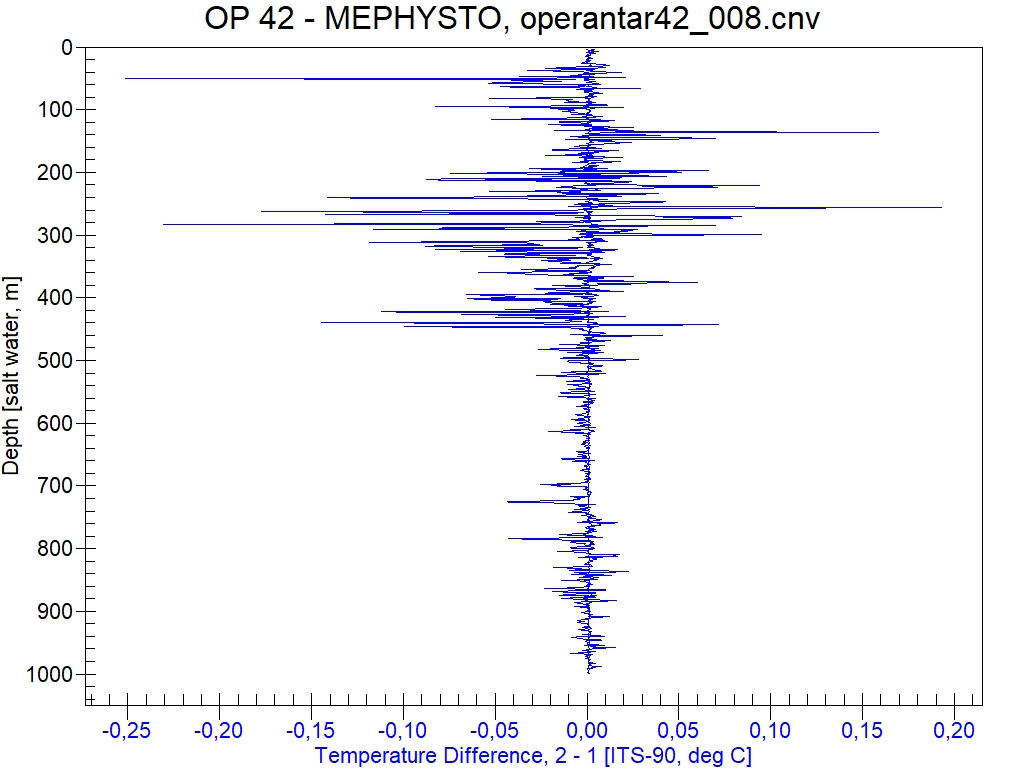 OP 42 - MEPHYSTO, operantar42_008.cnv
0
100
200
300
400
500
600
700
800
900
1000
Depth [salt water, m]
-0,25 -0,20 -0,15 -0,10 -0,05 0,00 0,05 0,10 0,15 0,20
Temperature Difference, 2 - 1 [ITS-90, deg C]